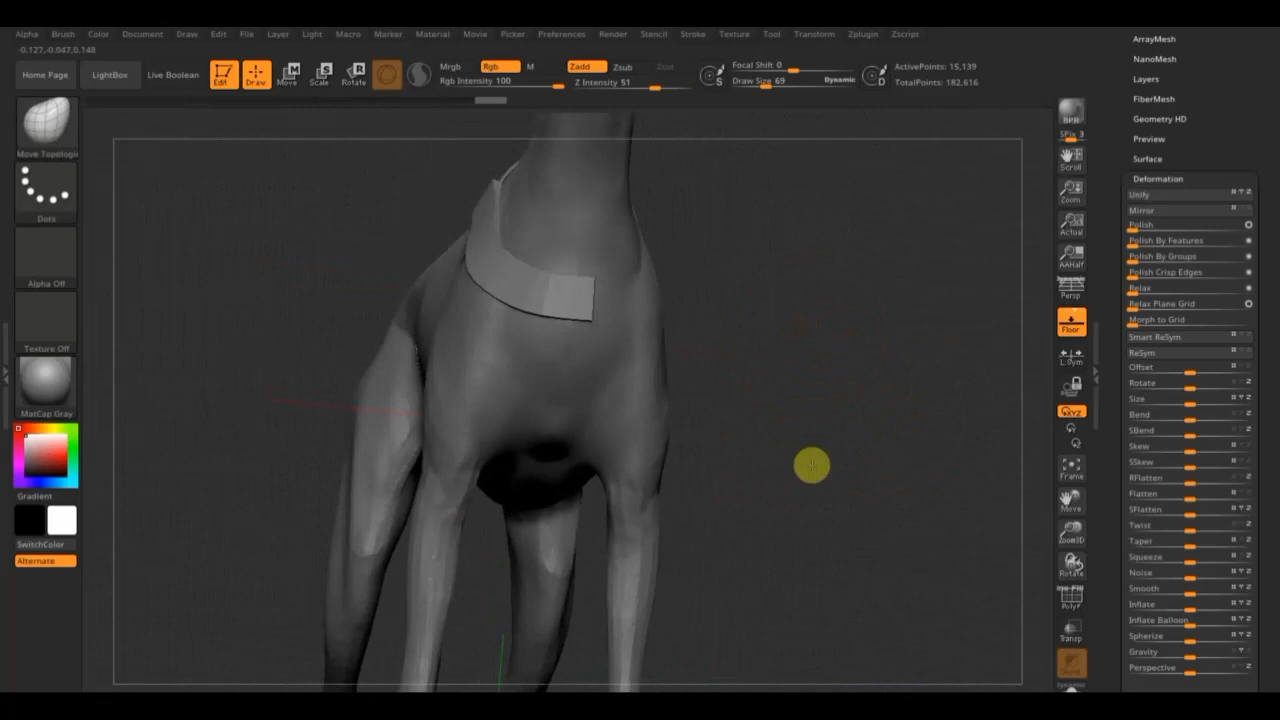 Alpha Brush Color Document Draw Edit File Layer Light Macro Marker Material Movie Picker Preferences Render Stencil Stroke Texture Tool Transform Zplugin Zscript
-0.127,-0.047,0.148
Home Page LightBox Live Boolean Edit Draw Move Scale Rotate
Mrgb Rgb M Zadd Zsub Zcut
Rgb Intensity 100 Z Intensity 51
Focal Shift 0
Draw Size 69 Dynamic
S D
ActivePoints: 15,139
TotalPoints: 182,616
Move Topologic
Dots
Alpha Off
Texture Off
MatCap Gray
Gradient
SwitchColor
Alternate
BPR
SPix 3
Scroll
Zoom
Actual
AAHalf
Dynamic
Persp
Floor
L.Sym
XYZ
Frame
Move
Zoom3D
Rotate
Line Fill
PolyF
Transp
Dynamic
ArrayMesh
NanoMesh
Layers
FiberMesh
Geometry HD
Preview
Surface
Deformation
Unify
Mirror
Polish
Polish By Features
Polish By Groups
Polish Crisp Edges
Relax
Relax Plane Grid
Morph to Grid
Smart ReSym
ReSym
Offset
Rotate
Size
Bend
SBend
Skew
SSkew
RFlatten
Flatten
SFlatten
Twist
Taper
Squeeze
Noise
Smooth
Inflate
Inflate Balloon
Spherize
Gravity
Perspective